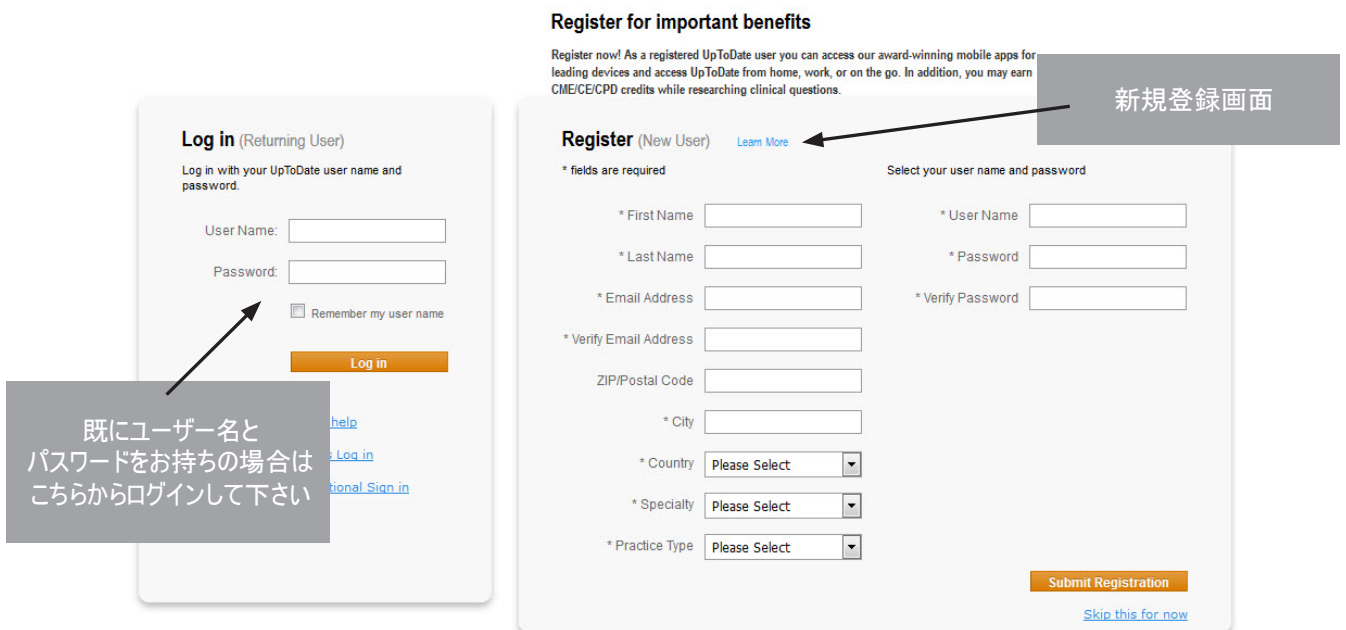 Register for important benefits
Register now! As a registered UpToDate user you can access our award-winning mobile apps for
leading devices and access UpToDate from home, work, or on the go. In addition, you may earn
CME/CE/CPD credits while researching clinical questions.
新規登録画面
Log in (Returning User)
Log in with your UpToDate user name and
password.
User Name:
Password:
Remember my user name
Log in
help
Log in
tional Sign in
既にユーザー名と
パスワードをお持ちの場合は
こちらからログインして下さい
Register (New User) Learn More
* fields are required
* First Name
* Last Name
* Email Address
* Verify Email Address
ZIP/Postal Code
* City
* Country Please Select
* Specialty Please Select
* Practice Type Please Select
Select your user name and password
* User Name
* Password
* Verify Password
Submit Registration
Skip this for now